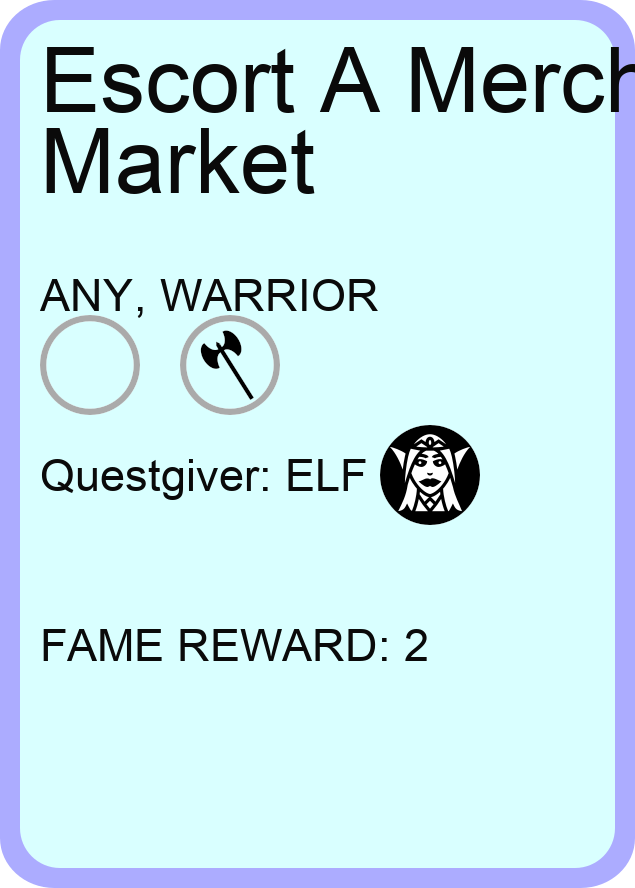 Escort A Merch
Market
ANY, WARRIOR
Questgiver: ELF
FAME REWARD: 2